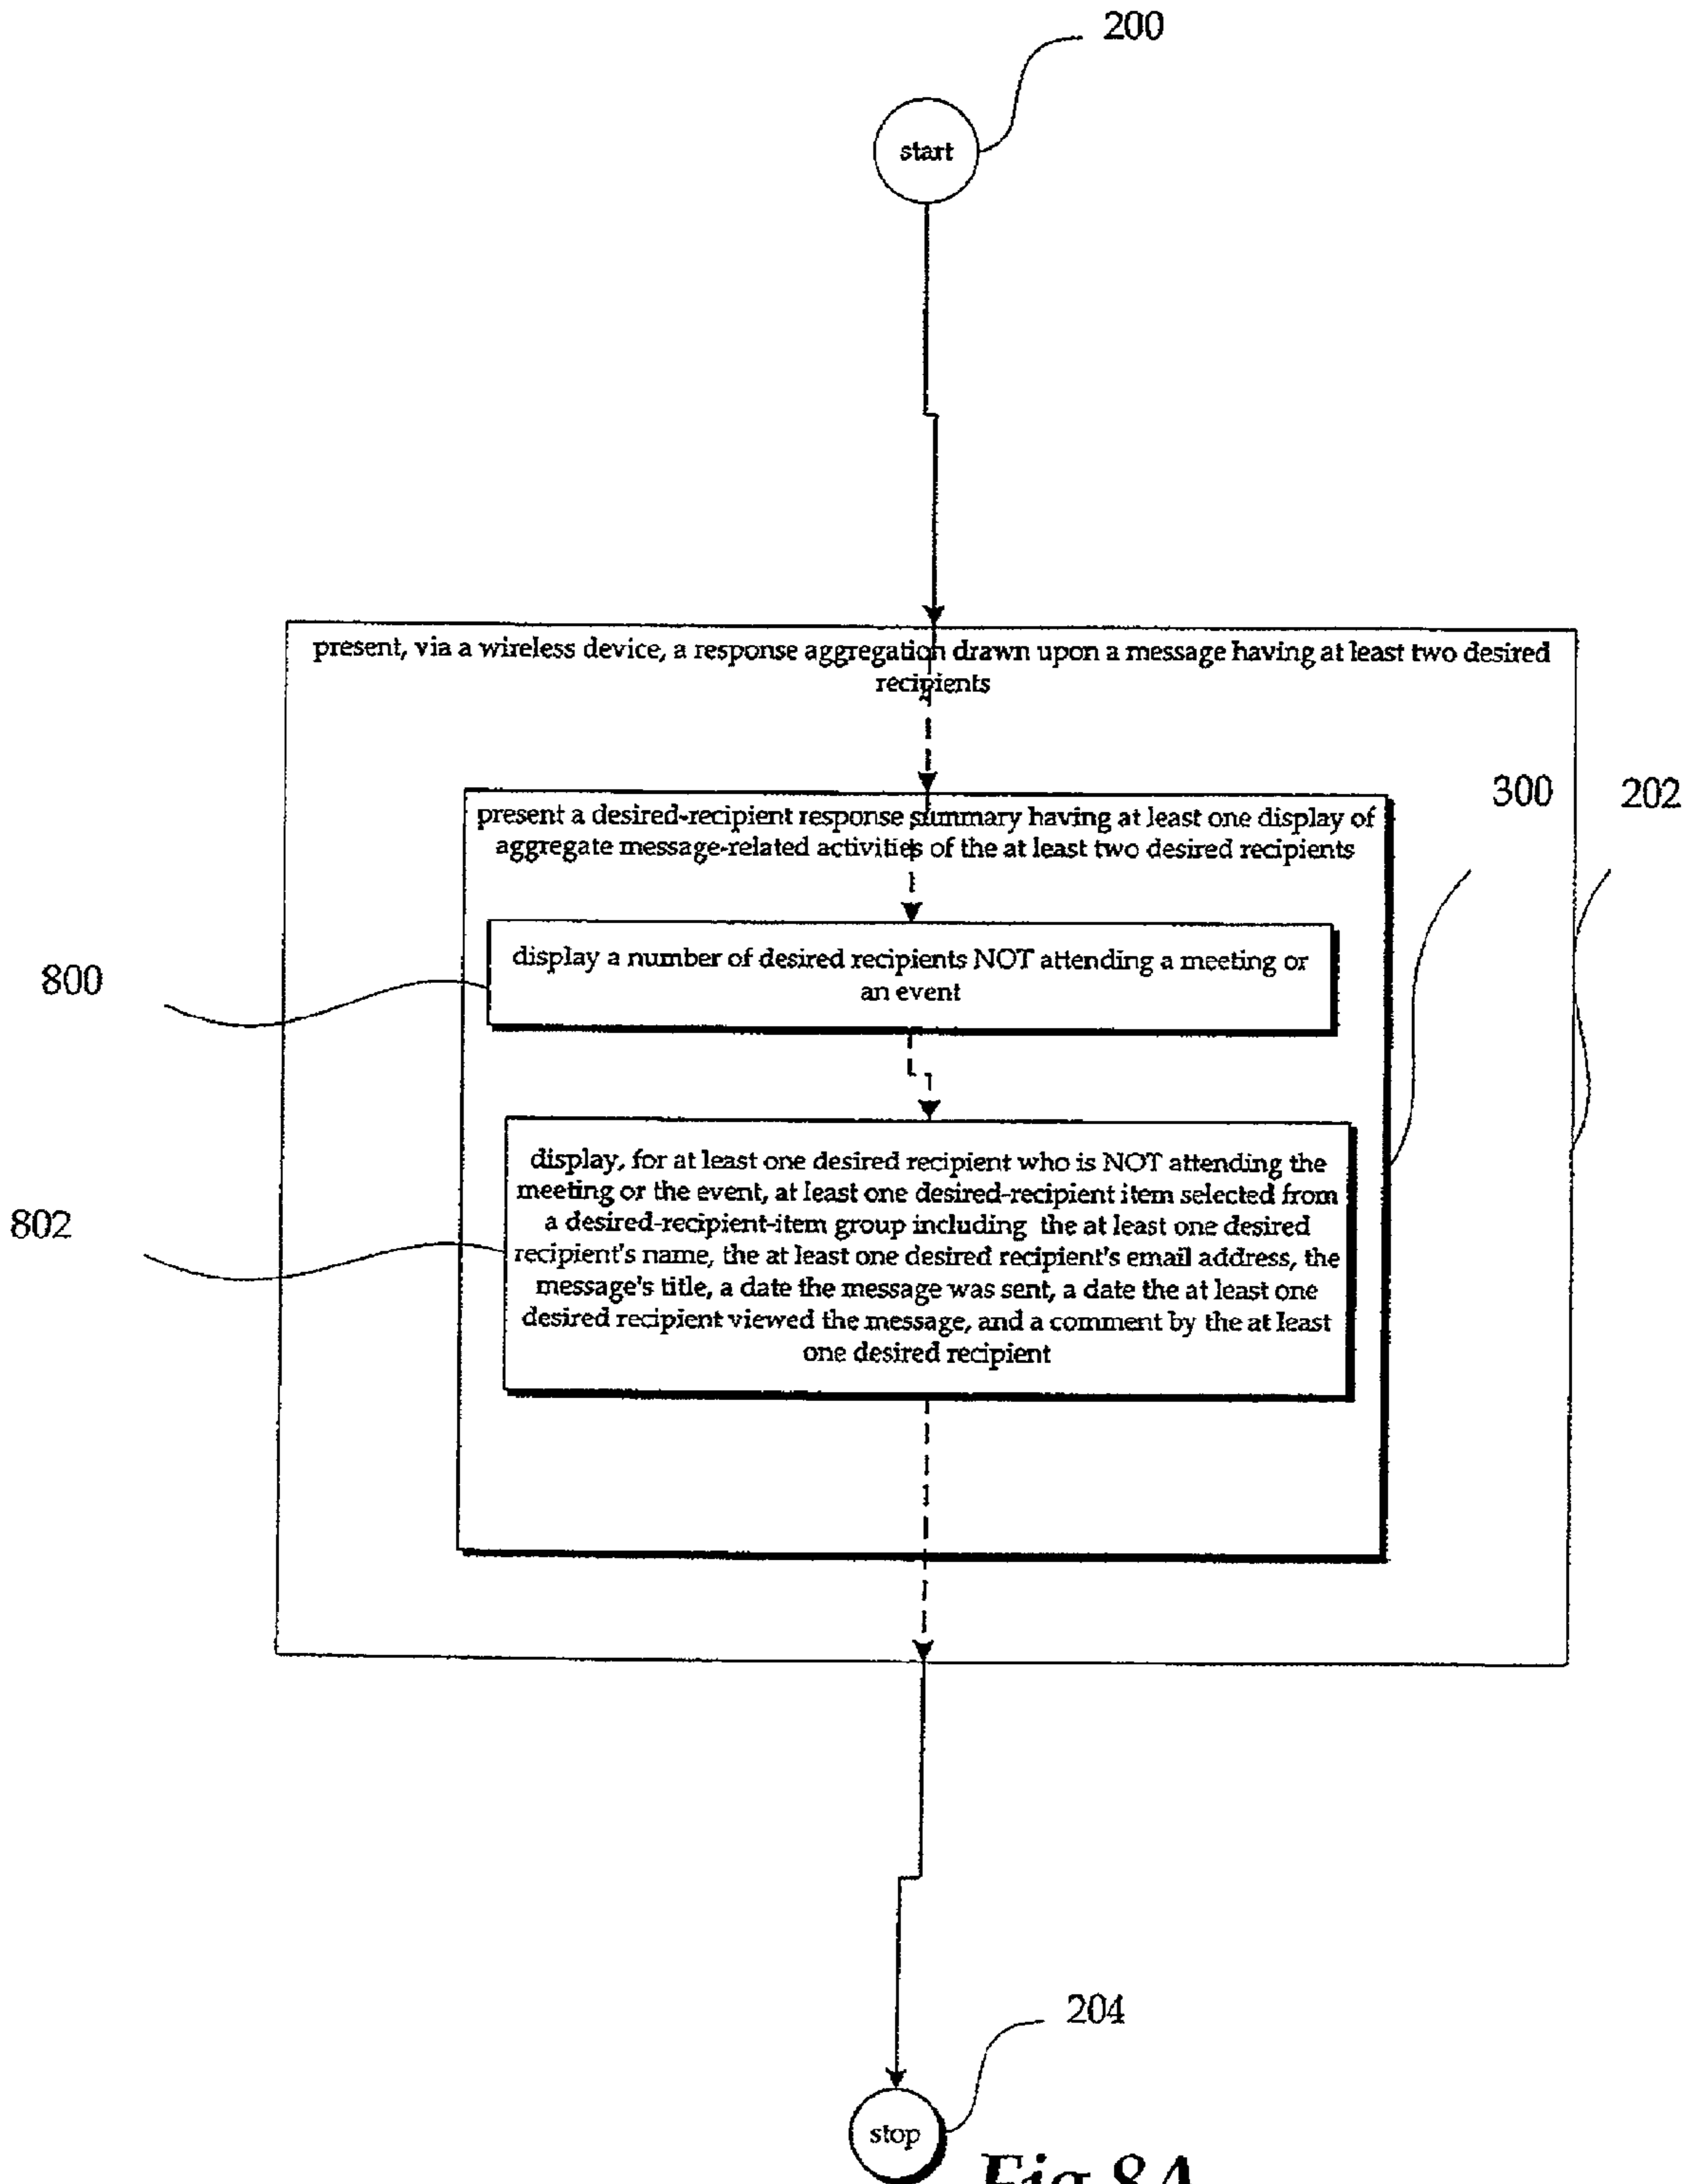 200
start
present, via a wireless device, a response aggregation drawn upon a message having at least two desired
recipients
300
202
present a desired-recipient response summary having at least one display of
aggregate message-related activities of the at least two desired recipients
800
display a number of desired recipients NOT attending a meeting or
an event
802
display, for at least one desired recipient who is NOT attending the
meeting or the event, at least one desired-recipient item selected from
a desired-recipient-item group including the at least one desired
recipient's name, the at least one desired recipient's email address, the
message's title, a date the message was sent, a date the at least one
desired recipient viewed the message, and a comment by the at least
one desired recipient
204
stop
Fig 8A